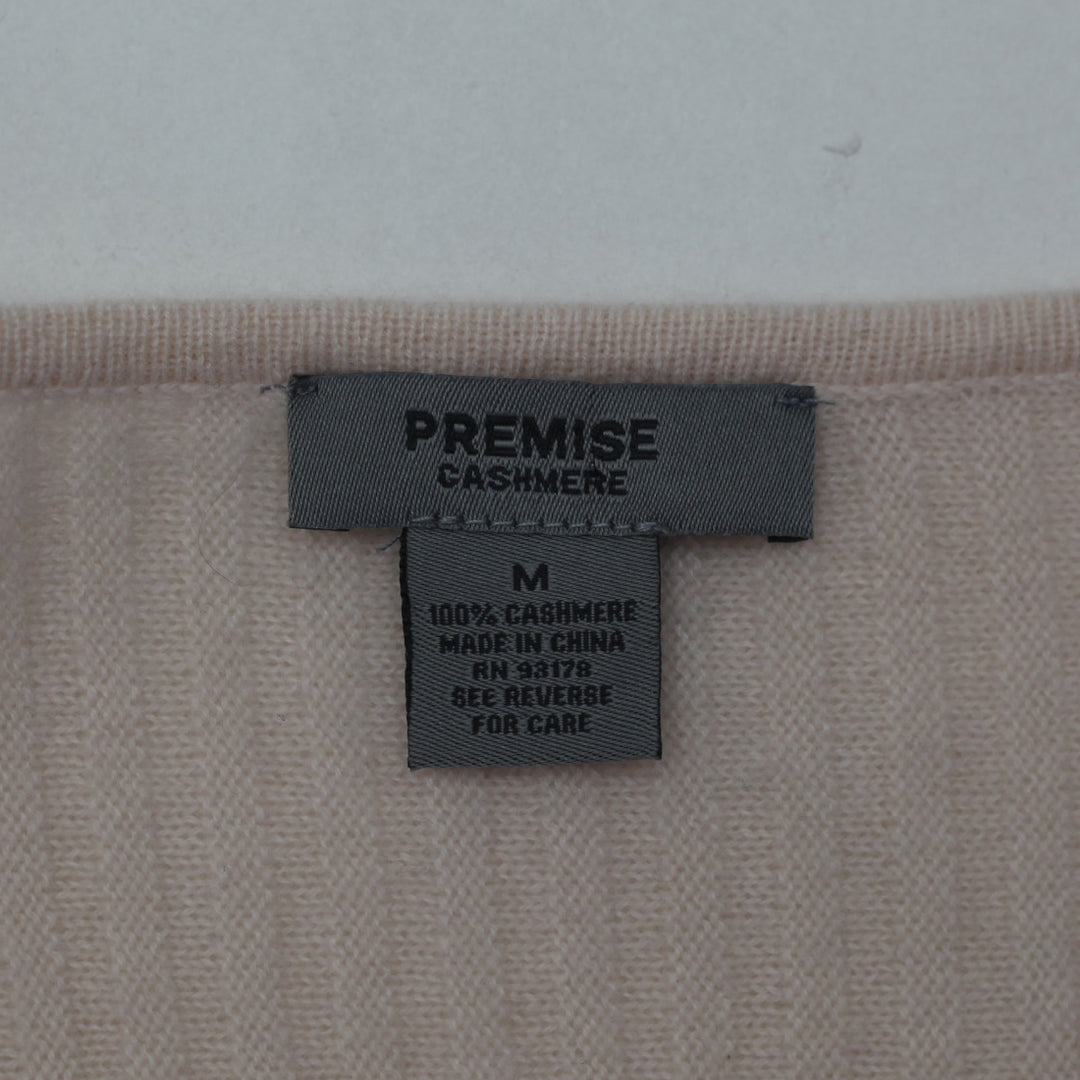 PREMISE
CASHMERE
M
100% CASHMERE
MADE IN CHINA
RN 93178
SEE REVERSE
FOR CARE